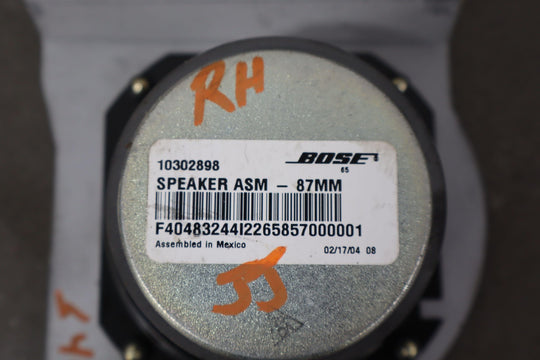 RH
10302898
BOSE
65
SPEAKER ASM – 87MM
F40483244I2265857000001
Assembled in Mexico
02/17/04 08
JJ